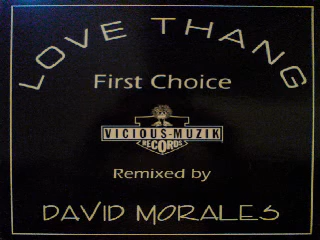 LOVE THANG
First Choice
VICIOUS-MUZIK
RECORDS
Remixed by
DAVID MORALES